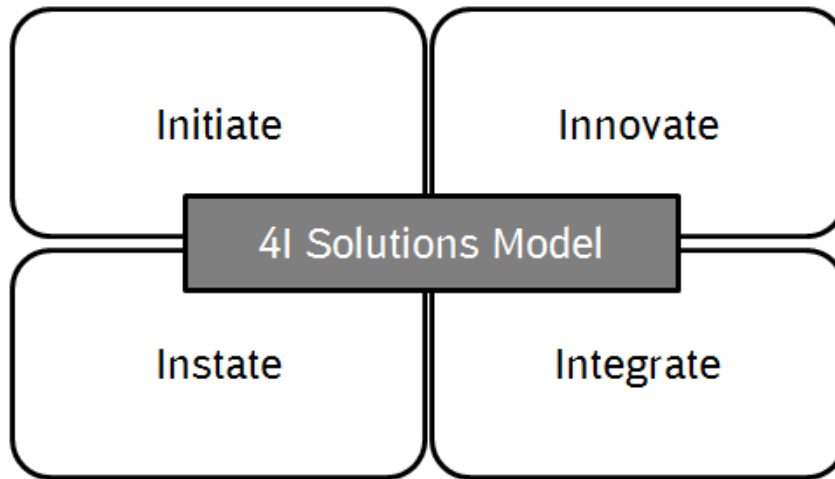 Initiate
Innovate
4I Solutions Model
Instate
Integrate